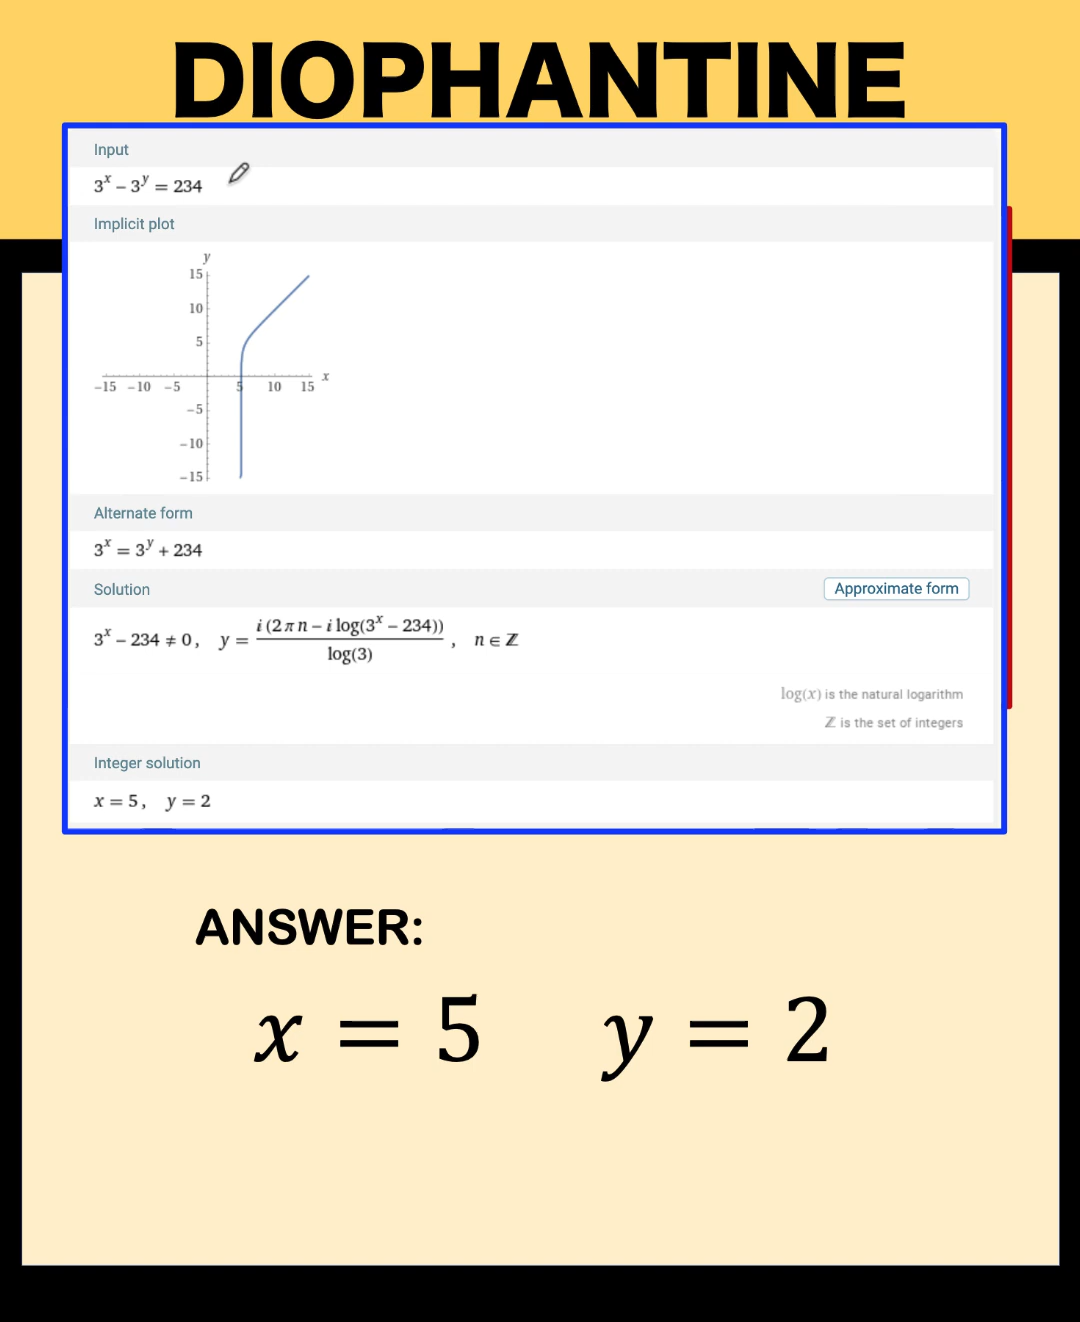 DIOPHANTINE
Input
3^x − 3^y = 234
Implicit plot
y
15
10
5
x
−15 −10 −5 5 10 15
−5
−10
−15
Alternate form
3^x = 3^y + 234
Solution
Approximate form
3^x − 234 ≠ 0, y = i (2 π n − i log(3^x − 234)) / log(3), n ∈ ℤ
log(x) is the natural logarithm
ℤ is the set of integers
Integer solution
x = 5, y = 2
ANSWER:
x = 5 y = 2